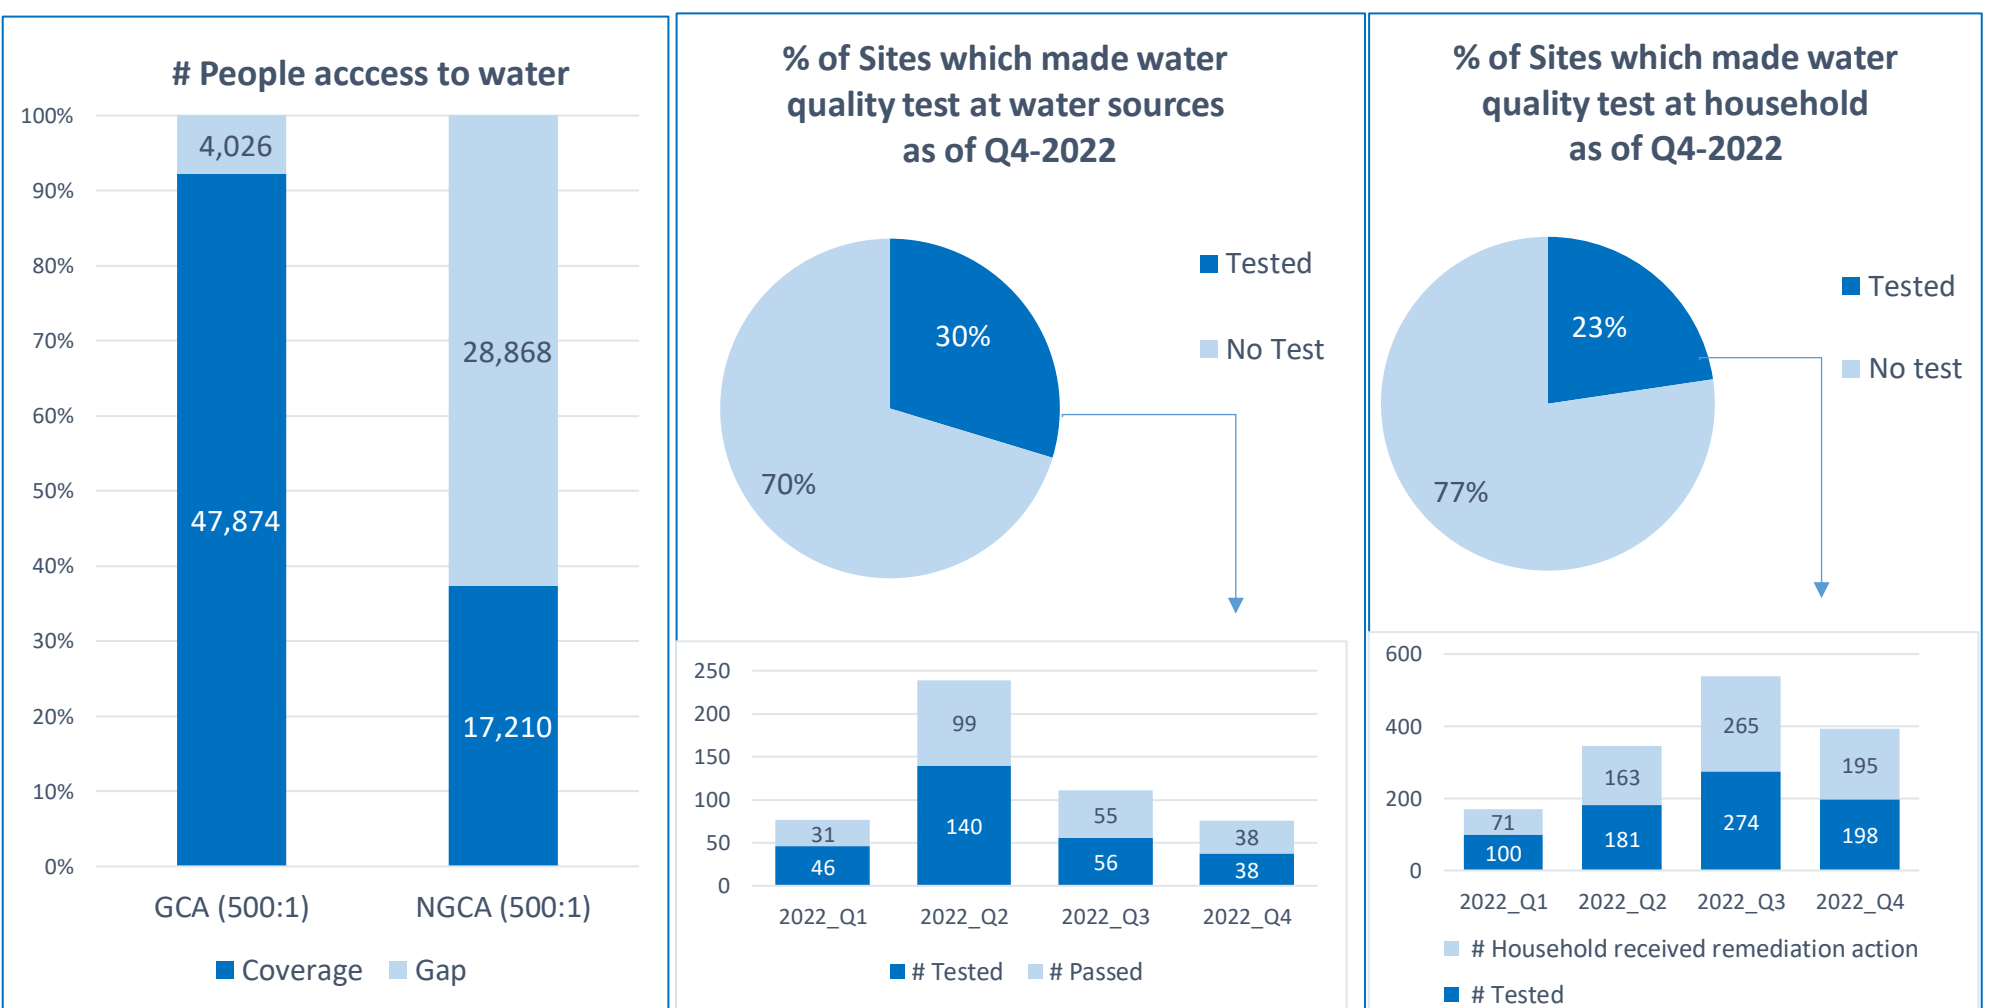 # People acccess to water
100%
90%
80%
70%
60%
50%
40%
30%
20%
10%
0%
4,026
47,874
28,868
17,210
GCA (500:1)
NGCA (500:1)
Coverage
Gap
% of Sites which made water
quality test at water sources
as of Q4-2022
30%
70%
Tested
No Test
250
200
150
100
50
0
31
46
99
140
55
56
38
38
2022_Q1
2022_Q2
2022_Q3
2022_Q4
# Tested
# Passed
% of Sites which made water
quality test at household
as of Q4-2022
23%
77%
Tested
No test
600
400
200
0
71
100
163
181
265
274
195
198
2022_Q1
2022_Q2
2022_Q3
2022_Q4
# Household received remediation action
# Tested